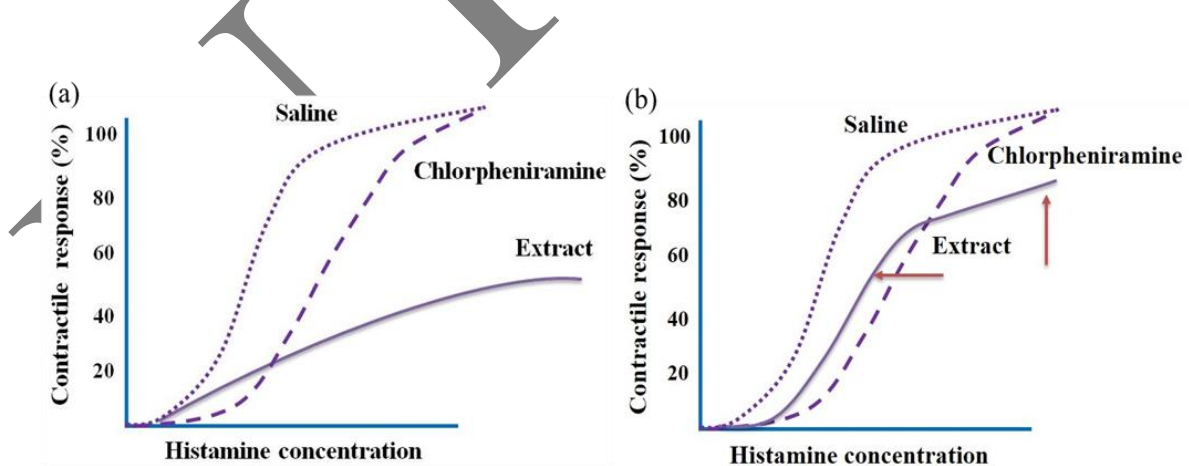 (a)
Saline
Chlorpheniramine
Extract
Contractile response (%)
100
80
60
40
20
Histamine concentration
(b)
Saline
Chlorpheniramine
Extract
Contractile response (%)
100
80
60
40
20
Histamine concentration